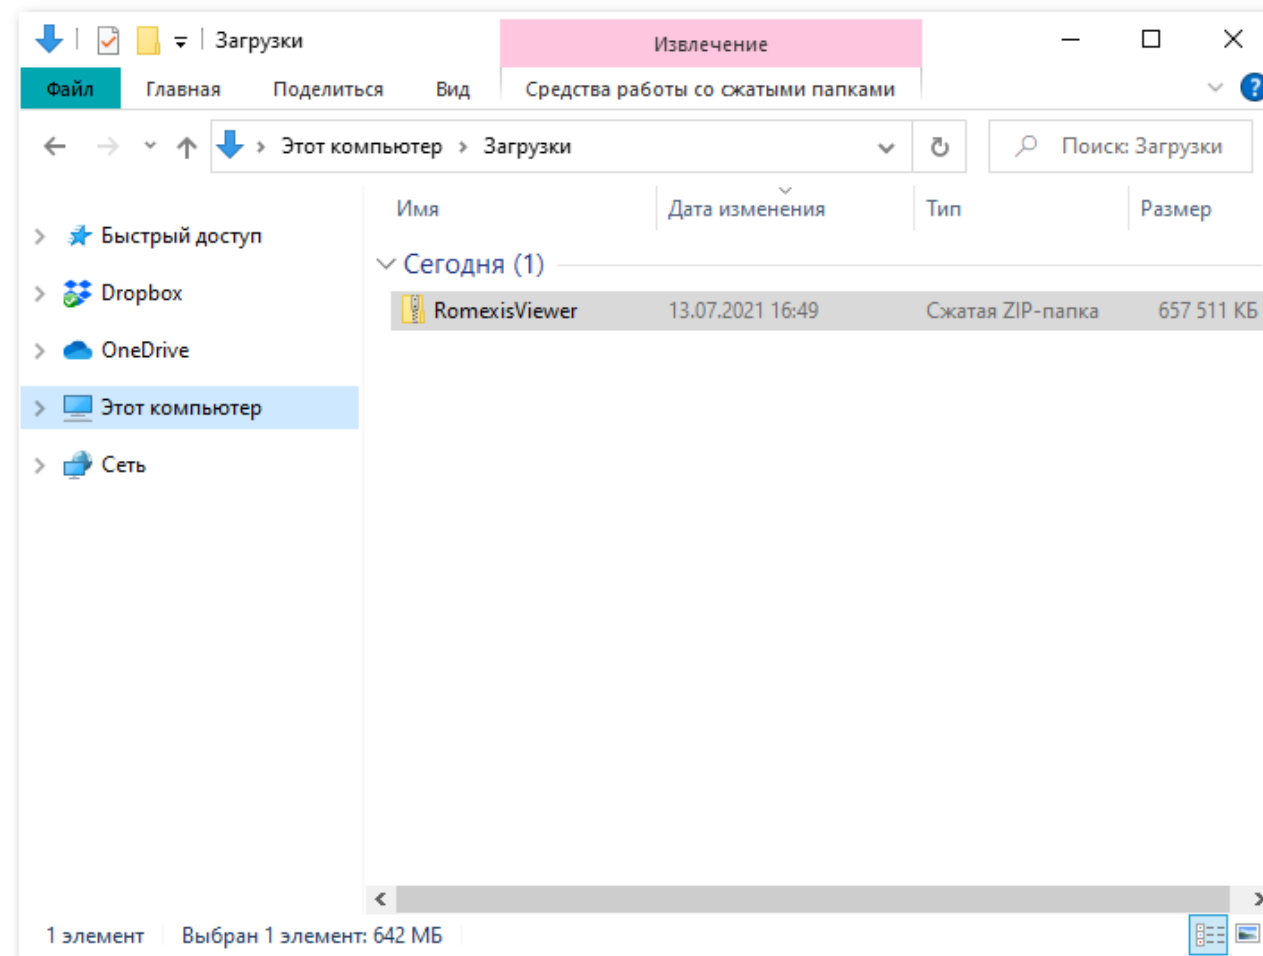 Загрузки
Извлечение
Файл Главная Поделиться Вид Средства работы со сжатыми папками ?
Этот компьютер Загрузки Поиск: Загрузки
Имя Дата изменения Тип Размер
Быстрый доступ
Сегодня (1)
Dropbox
RomexisViewer 13.07.2021 16:49 Сжатая ZIP-папка 657 511 КБ
OneDrive
Этот компьютер
Сеть
1 элемент Выбран 1 элемент: 642 МБ